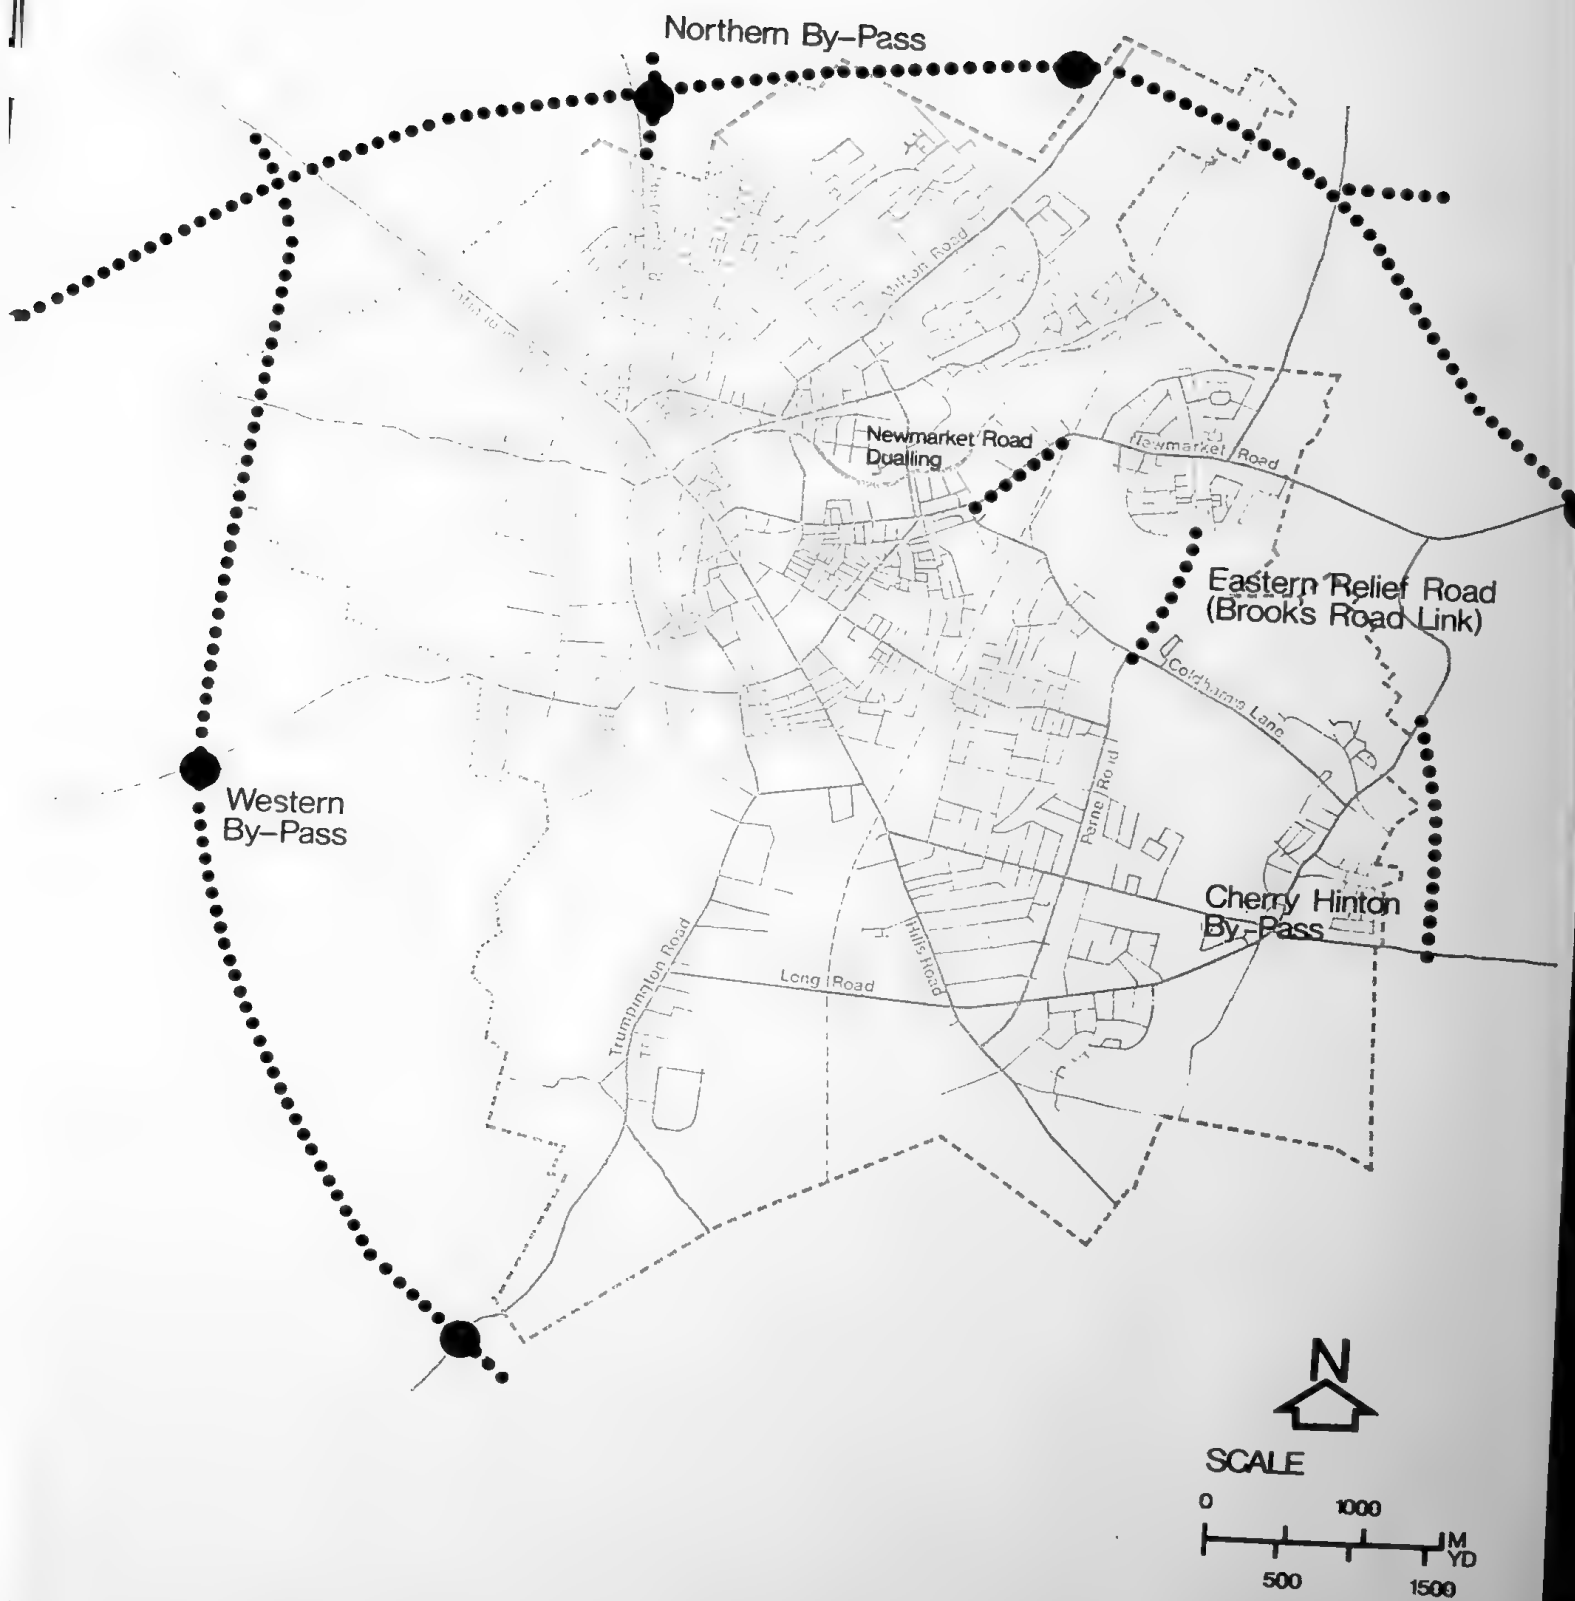 Northern By-Pass
Milton Road
Newmarket Road
Dualling
Newmarket Road
Eastern Relief Road
(Brook's Road Link)
Coldham's Lane
Western
By-Pass
Perne Road
Cherry Hinton
By-Pass
Trumpington Road
Hills Road
Long Road
N
SCALE
0 1000
M
YD
500 1500